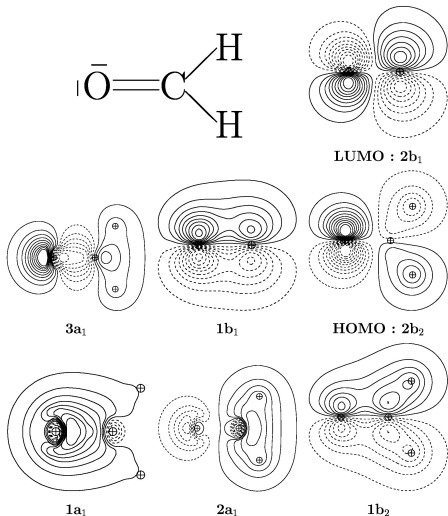 H
|O̅=C
H
LUMO : 2b₁
3a₁ 1b₁ HOMO : 2b₂
1a₁ 2a₁ 1b₂